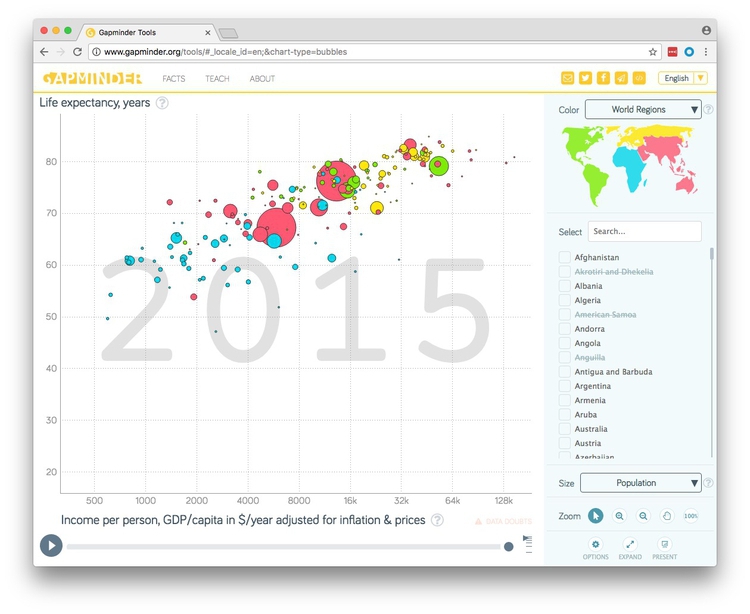 Gapminder Tools
www.gapminder.org/tools/#_locale_id=en;&chart-type=bubbles
GAPMINDER FACTS TEACH ABOUT English
Life expectancy, years ?
80
70
60
50
40
30
20
2015
500 1000 2000 4000 8000 16k 32k 64k 128k
Income per person, GDP/capita in $/year adjusted for inflation & prices ?
DATA DOUBTS
Color World Regions ?
Select Search...
Afghanistan
Akrotiri and Dhekelia
Albania
Algeria
American Samoa
Andorra
Angola
Anguilla
Antigua and Barbuda
Argentina
Armenia
Aruba
Australia
Austria
Azerbaijan
Size Population ?
Zoom 100%
OPTIONS EXPAND PRESENT